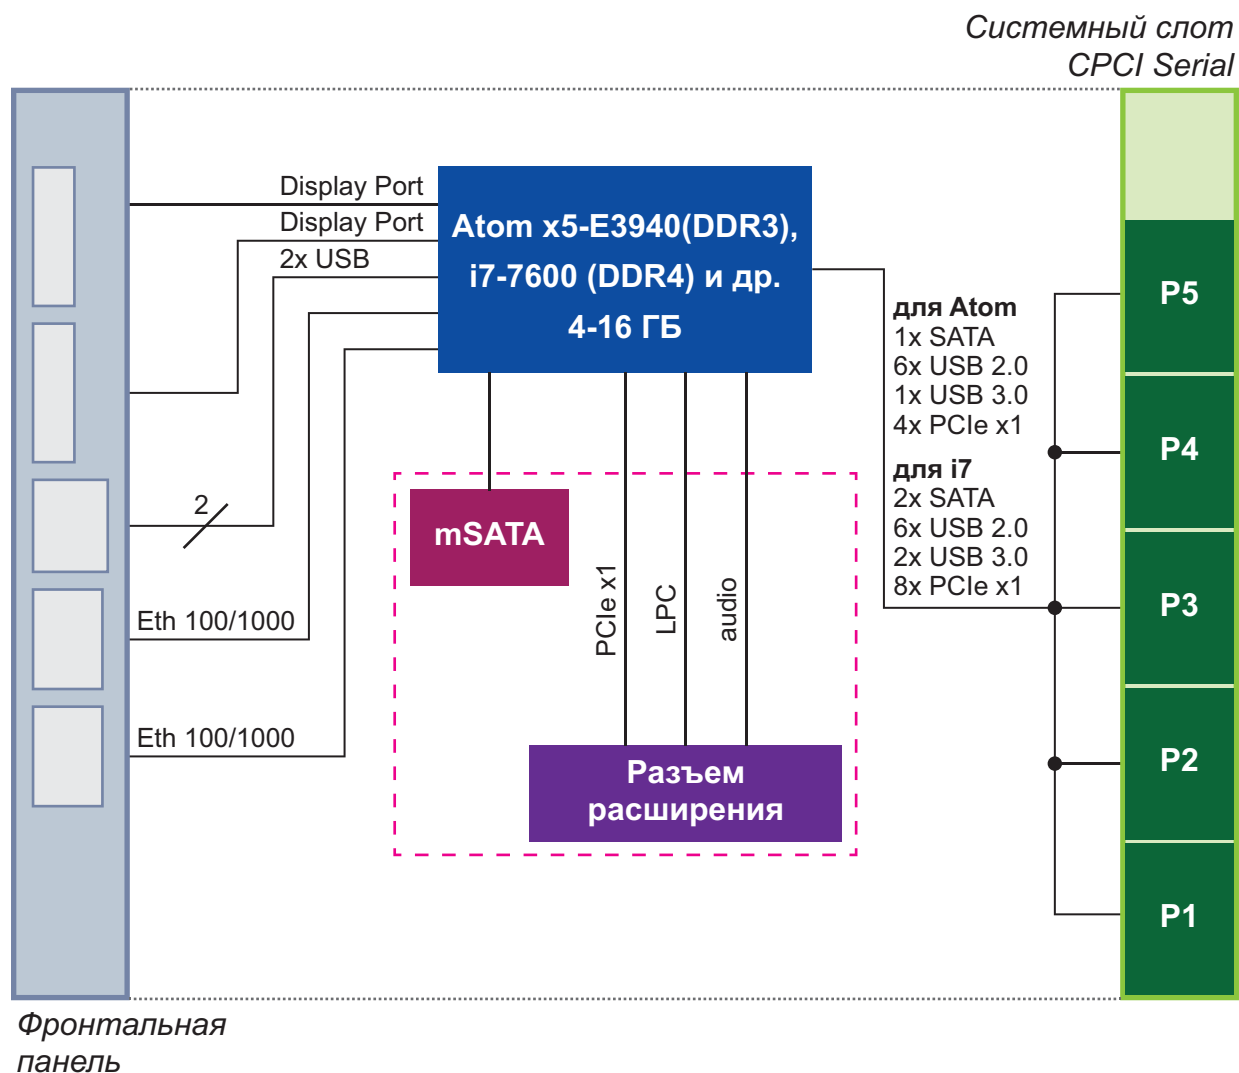 Системный слот
CPCI Serial
Display Port
Display Port
2x USB
Atom x5-E3940(DDR3),
i7-7600 (DDR4) и др.
4-16 ГБ
для Atom
1x SATA
6x USB 2.0
1x USB 3.0
4x PCIe x1
для i7
2x SATA
6x USB 2.0
2x USB 3.0
8x PCIe x1
P5
P4
P3
P2
P1
2
mSATA
Eth 100/1000
Eth 100/1000
PCIe x1
LPC
audio
Разъем
расширения
Фронтальная
панель